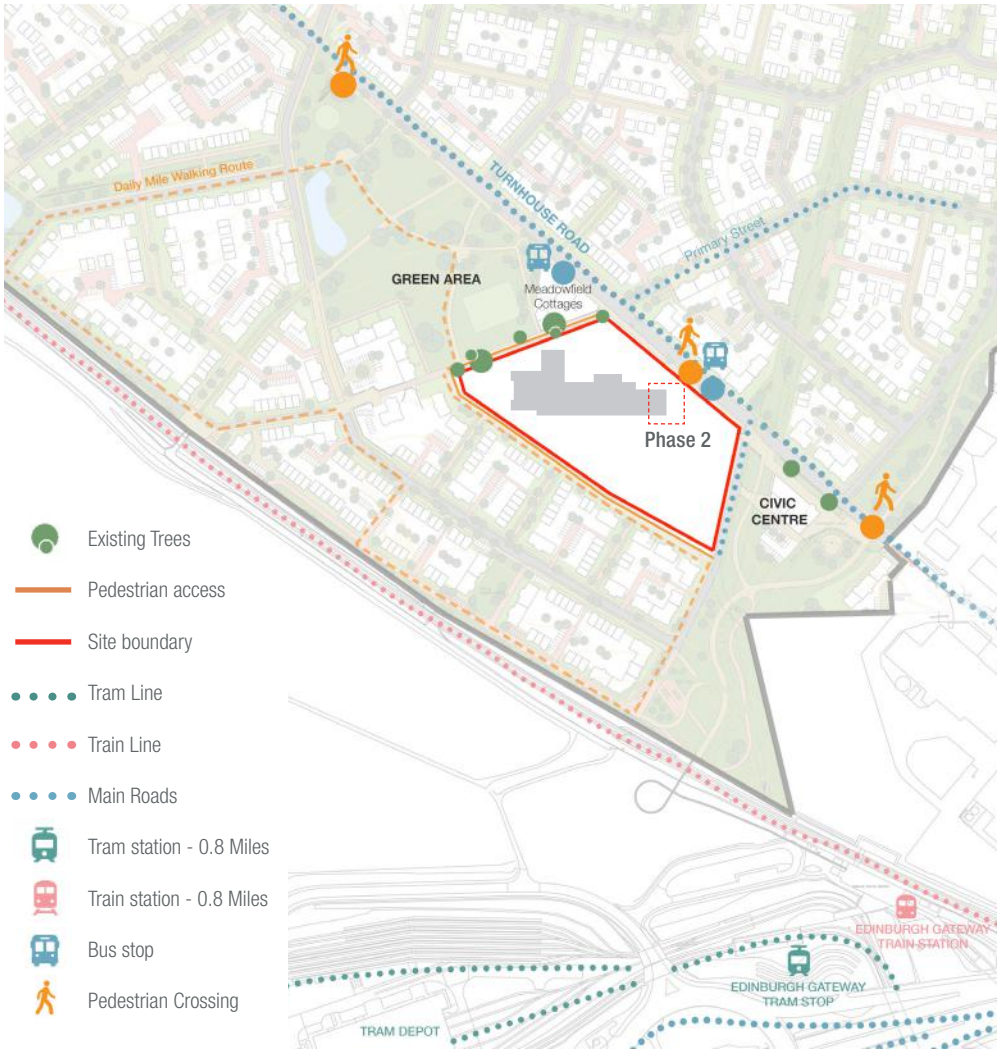 Daily Mile Walking Route
TURNHOUSE ROAD
Primary Street
GREEN AREA
Meadowfield
Cottages
Phase 2
CIVIC
CENTRE
Existing Trees
Pedestrian access
Site boundary
Tram Line
Train Line
Main Roads
Tram station - 0.8 Miles
Train station - 0.8 Miles
Bus stop
Pedestrian Crossing
EDINBURGH GATEWAY
TRAIN STATION
EDINBURGH GATEWAY
TRAM STOP
TRAM DEPOT